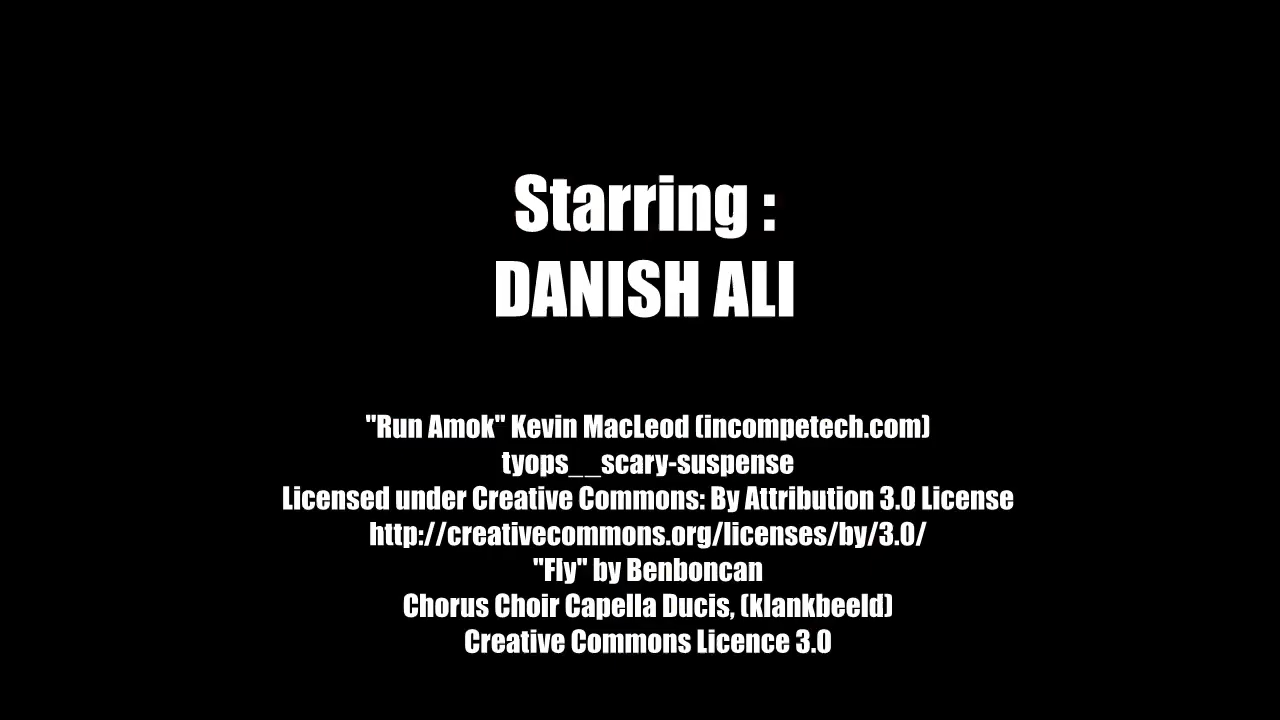 Starring :
DANISH ALI
"Run Amok" Kevin MacLeod (incompetech.com)
tyops__scary-suspense
Licensed under Creative Commons: By Attribution 3.0 License
http://creativecommons.org/licenses/by/3.0/
"Fly" by Benboncan
Chorus Choir Capella Ducis, (klankbeeld)
Creative Commons Licence 3.0